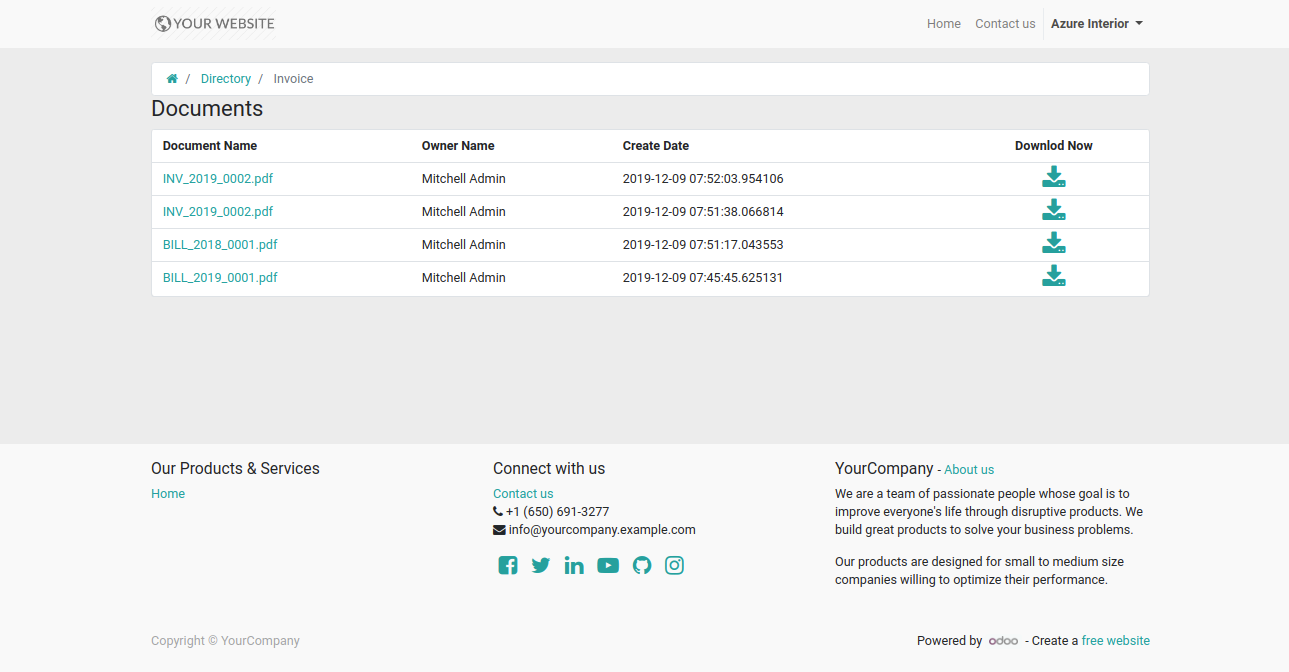 YOUR WEBSITE Home Contact us Azure Interior
/ Directory / Invoice
Documents
Document Name Owner Name Create Date Downlod Now
INV_2019_0002.pdf Mitchell Admin 2019-12-09 07:52:03.954106
INV_2019_0002.pdf Mitchell Admin 2019-12-09 07:51:38.066814
BILL_2018_0001.pdf Mitchell Admin 2019-12-09 07:51:17.043553
BILL_2019_0001.pdf Mitchell Admin 2019-12-09 07:45:45.625131
Our Products & Services
Home
Connect with us
Contact us
+1 (650) 691-3277
info@yourcompany.example.com
YourCompany - About us
We are a team of passionate people whose goal is to
improve everyone's life through disruptive products. We
build great products to solve your business problems.
Our products are designed for small to medium size
companies willing to optimize their performance.
Copyright © YourCompany
Powered by odoo - Create a free website